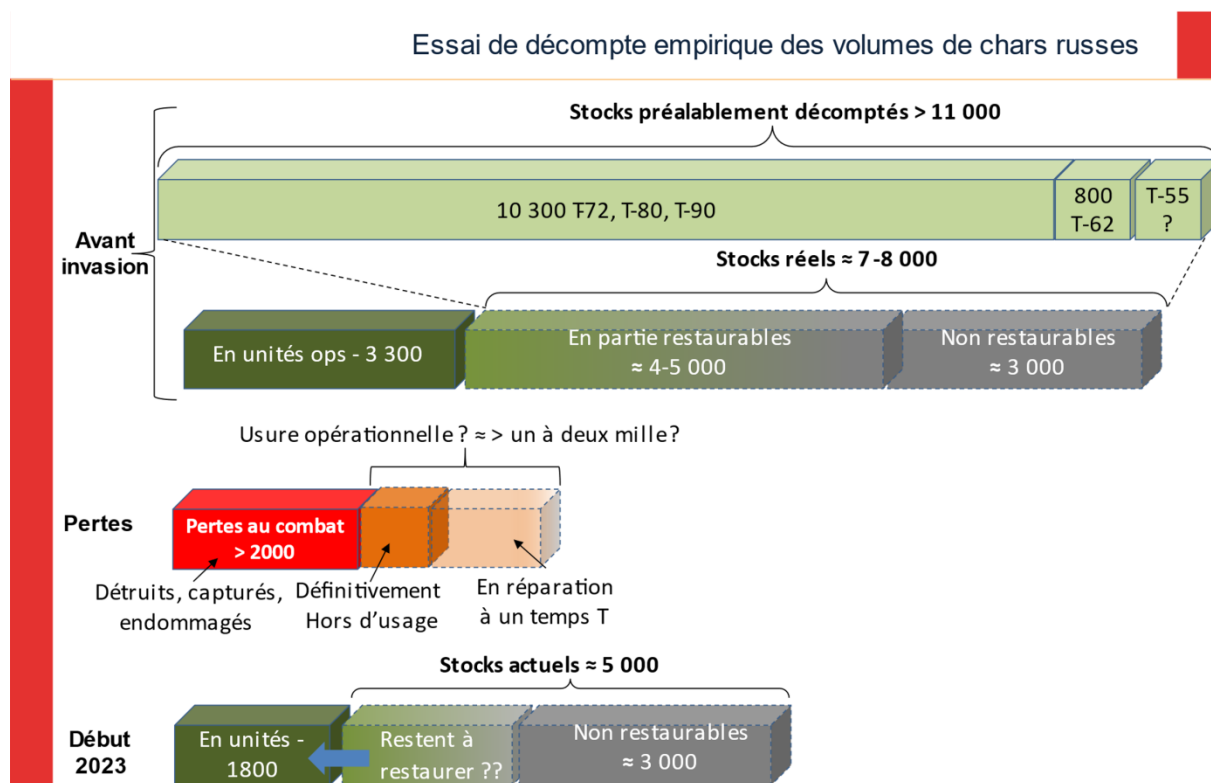 Essai de décompte empirique des volumes de chars russes
Stocks préalablement décomptés > 11 000
10 300 T-72, T-80, T-90
800
T-62
T-55
?
Avant
invasion
Stocks réels ≈ 7-8 000
En unités ops - 3 300
En partie restaurables
≈ 4-5 000
Non restaurables
≈ 3 000
Usure opérationnelle ? ≈ > un à deux mille ?
Pertes
Pertes au combat
> 2000
Détruits, capturés,
endommagés
Définitivement
Hors d’usage
En réparation
à un temps T
Stocks actuels ≈ 5 000
Début
2023
En unités -
1800
Restent à
restaurer ??
Non restaurables
≈ 3 000